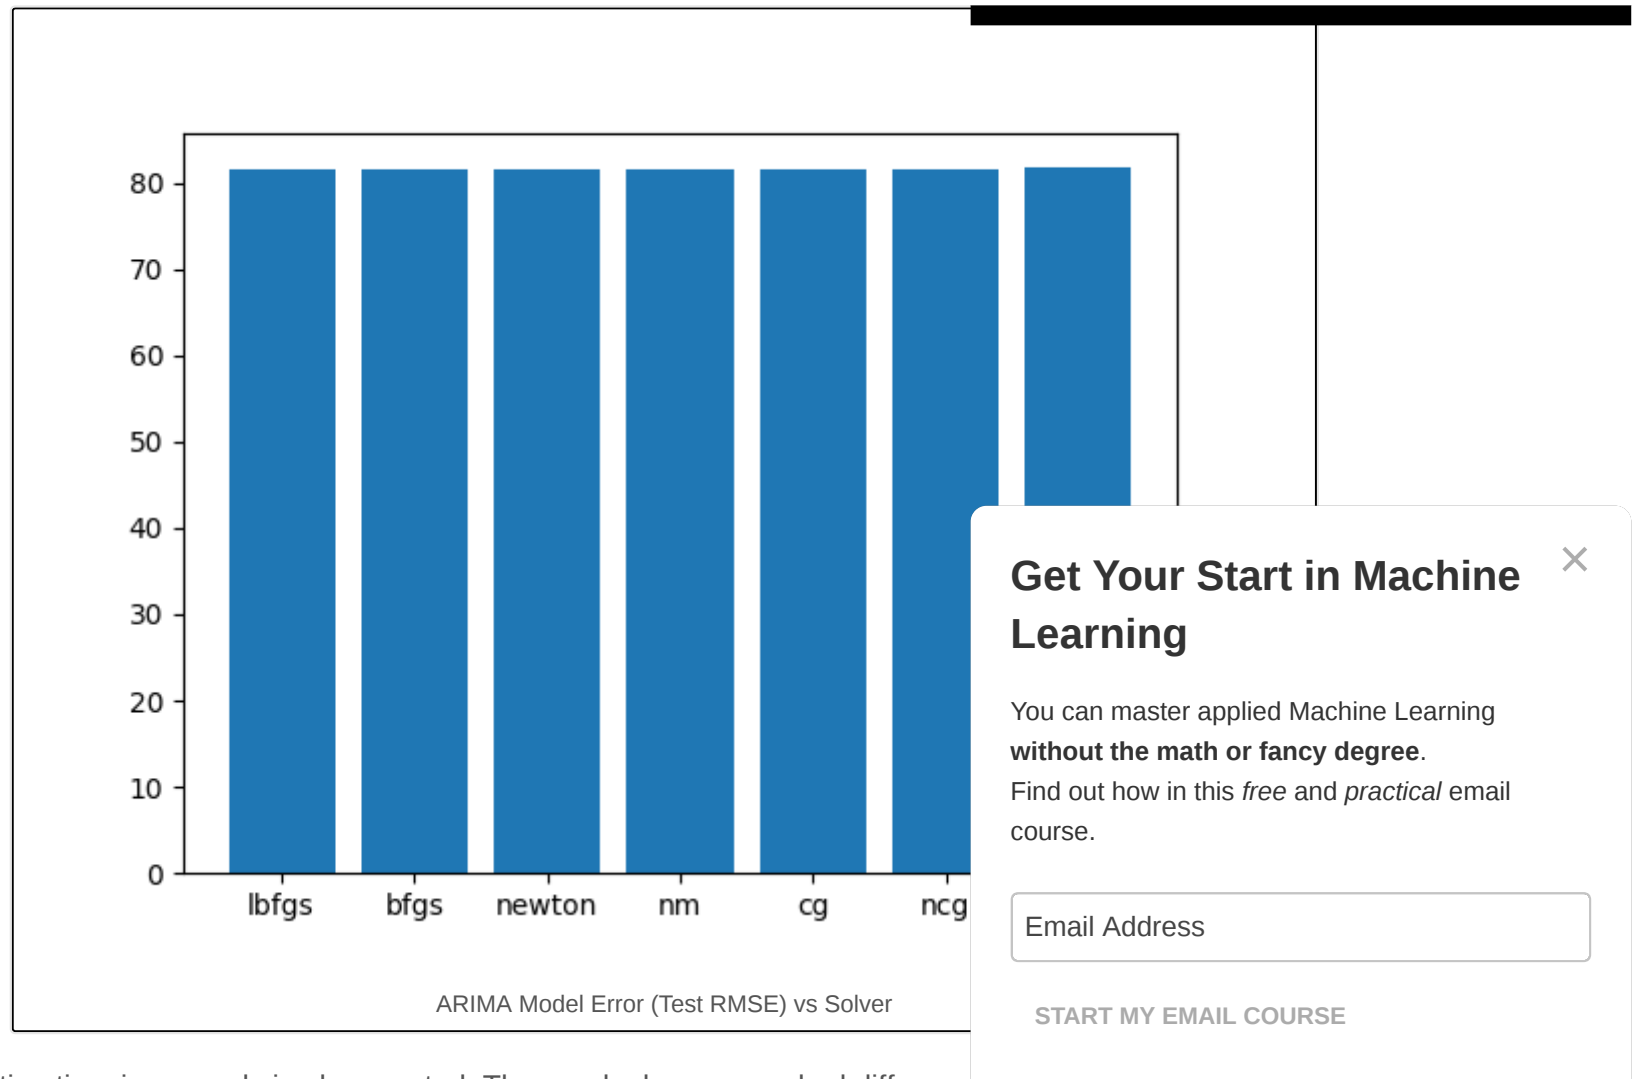 80
70
60
50
40
30
20
10
0
lbfgs bfgs newton nm cg ncg
ARIMA Model Error (Test RMSE) vs Solver
Get Your Start in Machine
Learning
You can master applied Machine Learning
without the math or fancy degree.
Find out how in this free and practical email
course.
Email Address
START MY EMAIL COURSE